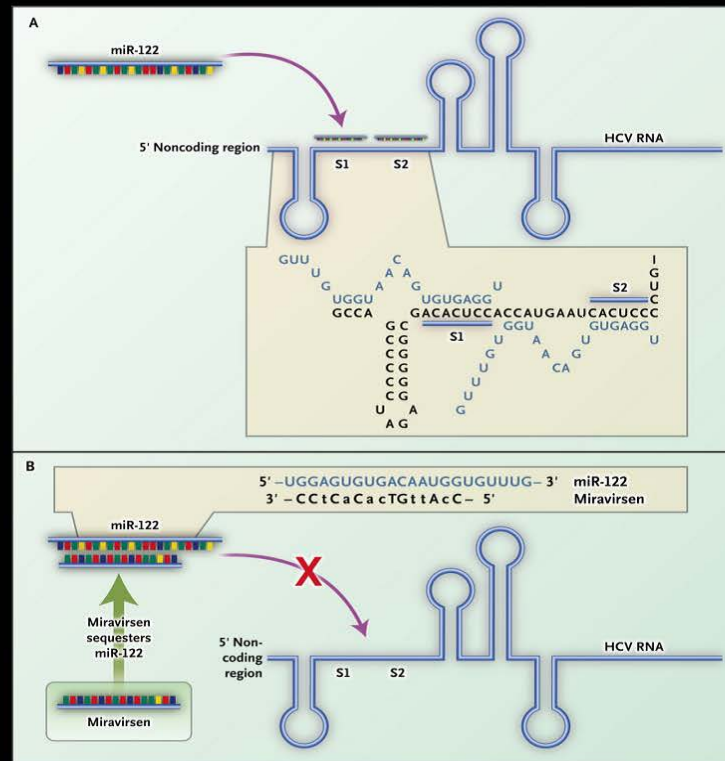 A
miR-122
5' Noncoding region
S1
S2
HCV RNA
GUU
U
G
UGGU
A
A
C
A
G
UGUGAGG
U
GCCA
GACACUCCACCAUGAAUCACUCCC
S1
S2
I
G
U
C
C
GGU
GUGAGG
U
U
G
U
U
U
G
A
A
CA
G
U
C
G
C
C
C
C
C
C
U
A
G
A
C
G
G
G
G
G
B
5' –UGGAGUGUGACAAUGGUGUUUG– 3'
miR-122
3' –CCtCaCacTGttAcC– 5'
Miravirsen
miR-122
X
Miravirsen
sequesters
miR-122
Miravirsen
5' Non-
coding
region
S1
S2
HCV RNA